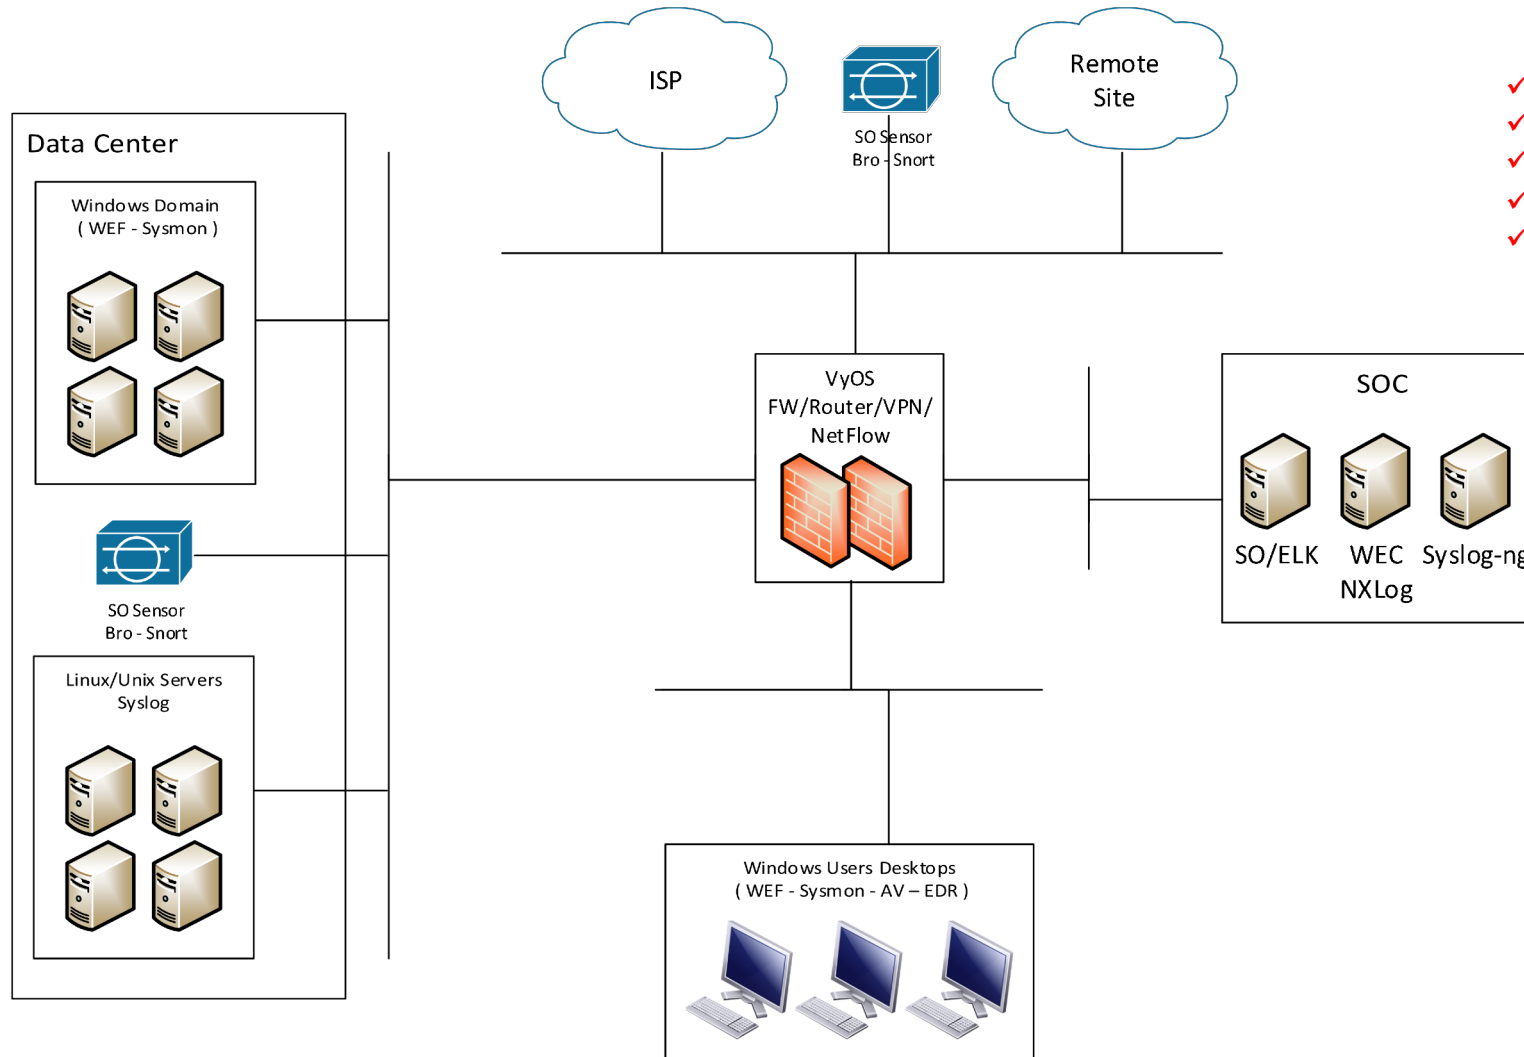 ISP
Remote
Site
SO Sensor
Bro - Snort
Data Center
Windows Domain
( WEF - Sysmon )
VyOS
FW/Router/VPN/
NetFlow
SOC
SO/ELK
WEC
NXLog
Syslog-ng
SO Sensor
Bro - Snort
Linux/Unix Servers
Syslog
Windows Users Desktops
( WEF - Sysmon - AV – EDR )